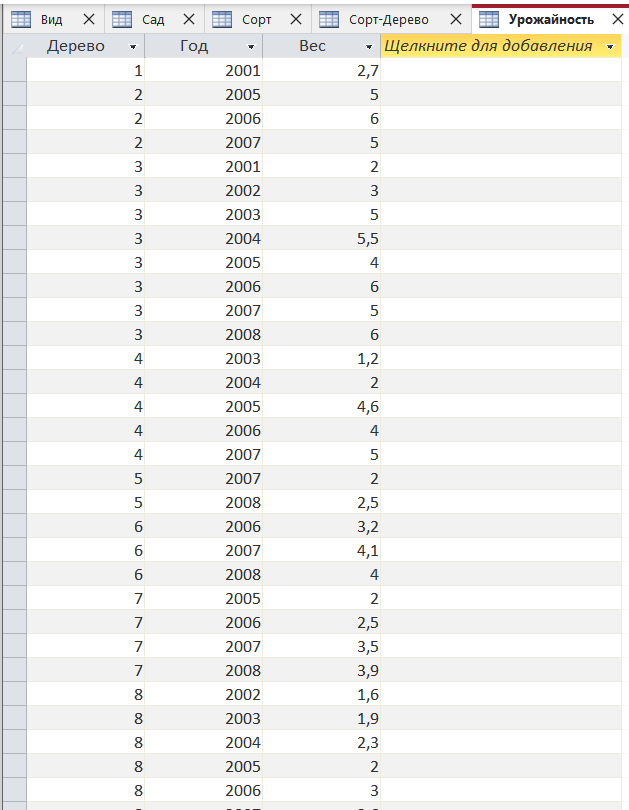 Вид Сад Сорт Сорт-Дерево Урожайность
Дерево Год Вес Щелкните для добавления
1 2001 2,7
2 2005 5
2 2006 6
2 2007 5
3 2001 2
3 2002 3
3 2003 5
3 2004 5,5
3 2005 4
3 2006 6
3 2007 5
3 2008 6
4 2003 1,2
4 2004 2
4 2005 4,6
4 2006 4
4 2007 5
5 2007 2
5 2008 2,5
6 2006 3,2
6 2007 4,1
6 2008 4
7 2005 2
7 2006 2,5
7 2007 3,5
7 2008 3,9
8 2002 1,6
8 2003 1,9
8 2004 2,3
8 2005 2
8 2006 3